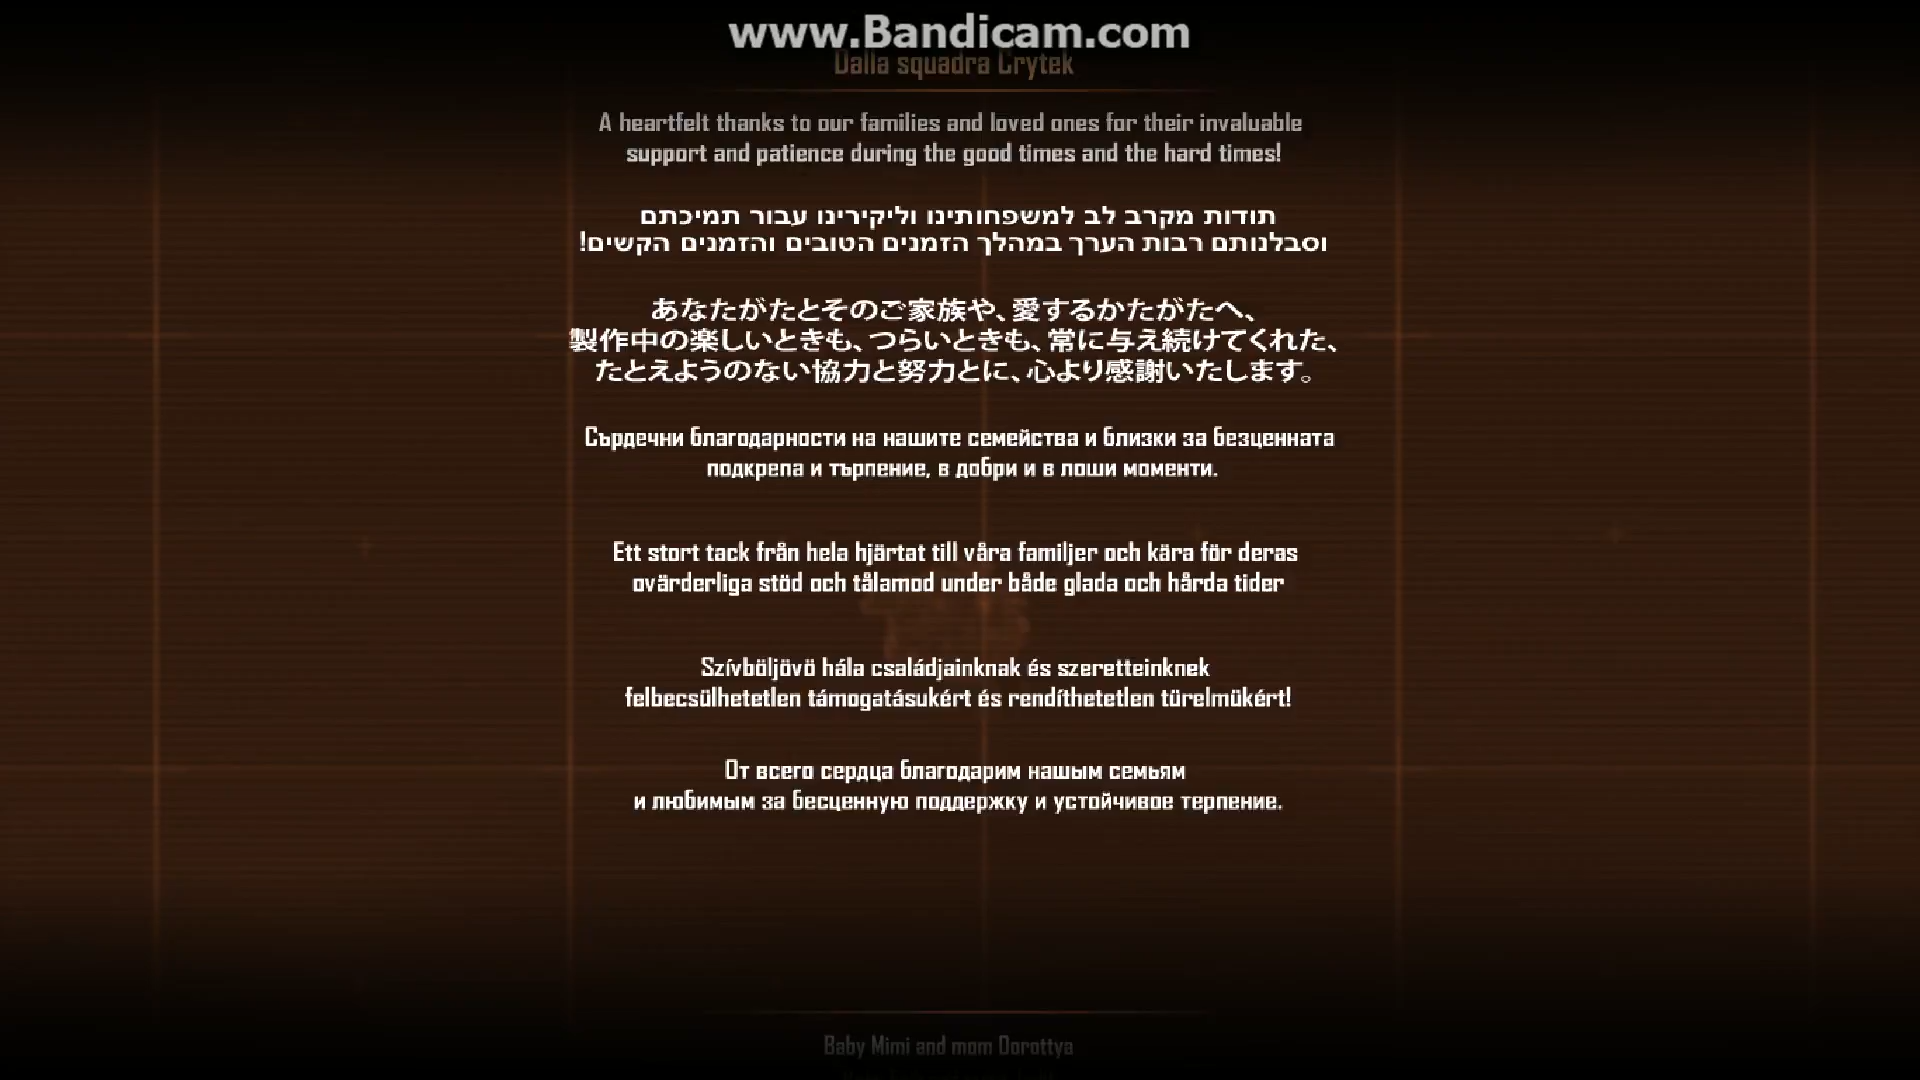 www.Bandicam.com
Dalla squadra Crytek
A heartfelt thanks to our families and loved ones for their invaluable
support and patience during the good times and the hard times!
תודות מקרב לב למשפחותינו וליקירינו עבור תמיכתם
וסבלנותם רבות הערך במהלך הזמנים הטובים והזמנים הקשים!
あなたがたとそのご家族や、愛するかたがたへ、
製作中の楽しいときも、つらいときも、常に与え続けてくれた、
たとえようのない協力と努力とに、心より感謝いたします。
Сърдечни благодарности на нашите семейства и близки за безценната
подкрепа и търпение, в добри и в лоши моменти.
Ett stort tack från hela hjärtat till våra familjer och kära för deras
ovärderliga stöd och tålamod under både glada och hårda tider
Szívböljövö hála családjainknak és szeretteinknek
felbecsülhetetlen támogatásukért és rendíthetetlen türelmükért!
От всего сердца благодарим нашым семьям
и любимым за бесценную поддержку и устойчивое терпение.
Baby Mimi and mom Dorottya